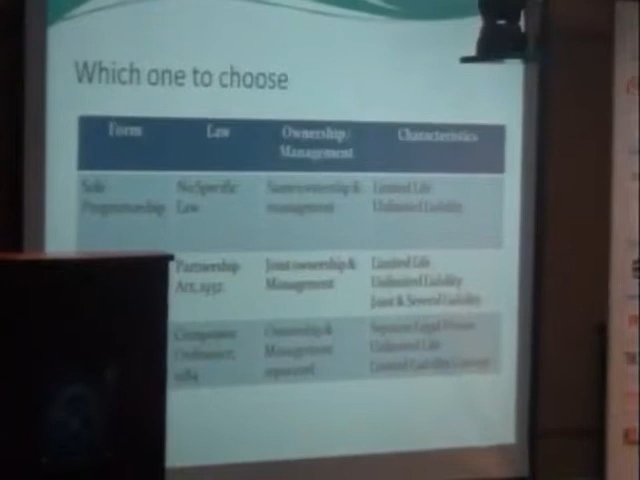 Which one to choose
Form
Law
Ownership/
Management
Characteristics
Sole
Proprietorship
No Specific
Law
Same ownership &
management
Limited Life
Unlimited Liability
Partnership
Act, 1932
Joint ownership &
Management
Limited Life
Unlimited Liability
Joint & Several Liability
Companies
Ordinance,
1984
Ownership &
Management
separated
Separate Legal Person
Unlimited Life